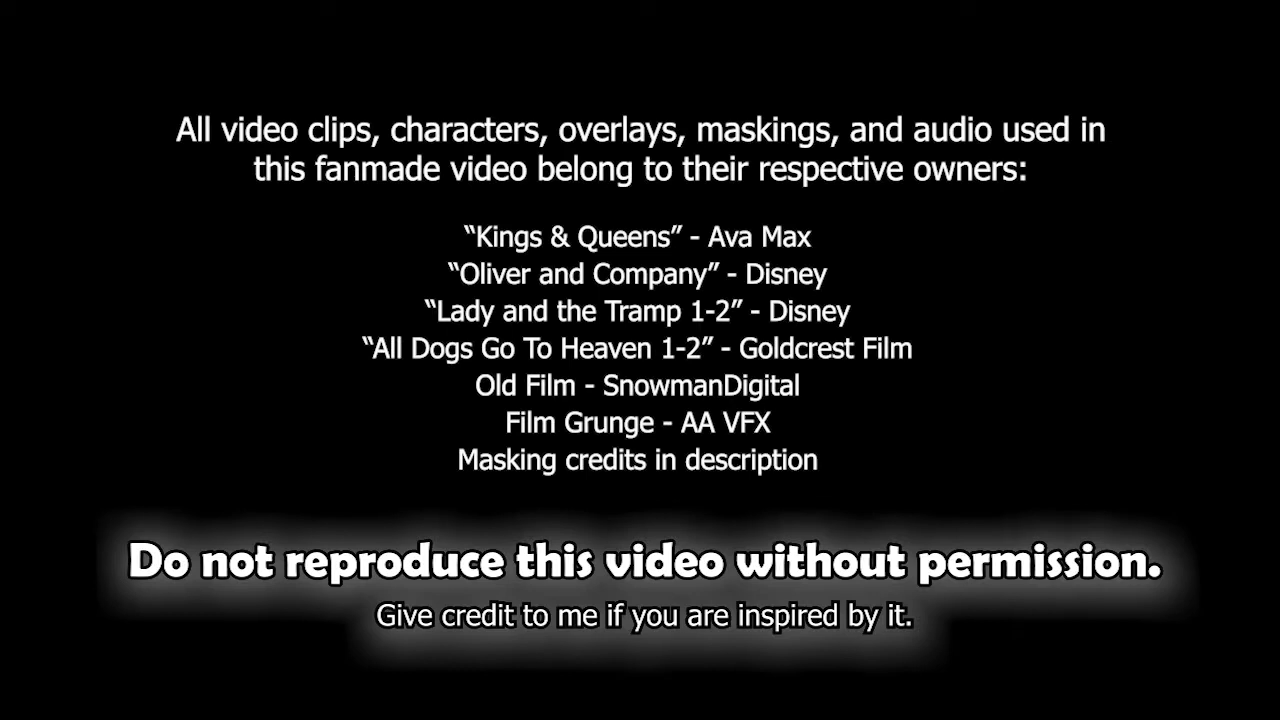 All video clips, characters, overlays, maskings, and audio used in
this fanmade video belong to their respective owners:
“Kings & Queens” - Ava Max
“Oliver and Company” - Disney
“Lady and the Tramp 1-2” - Disney
“All Dogs Go To Heaven 1-2” - Goldcrest Film
Old Film - SnowmanDigital
Film Grunge - AA VFX
Masking credits in description
Do not reproduce this video without permission.
Give credit to me if you are inspired by it.